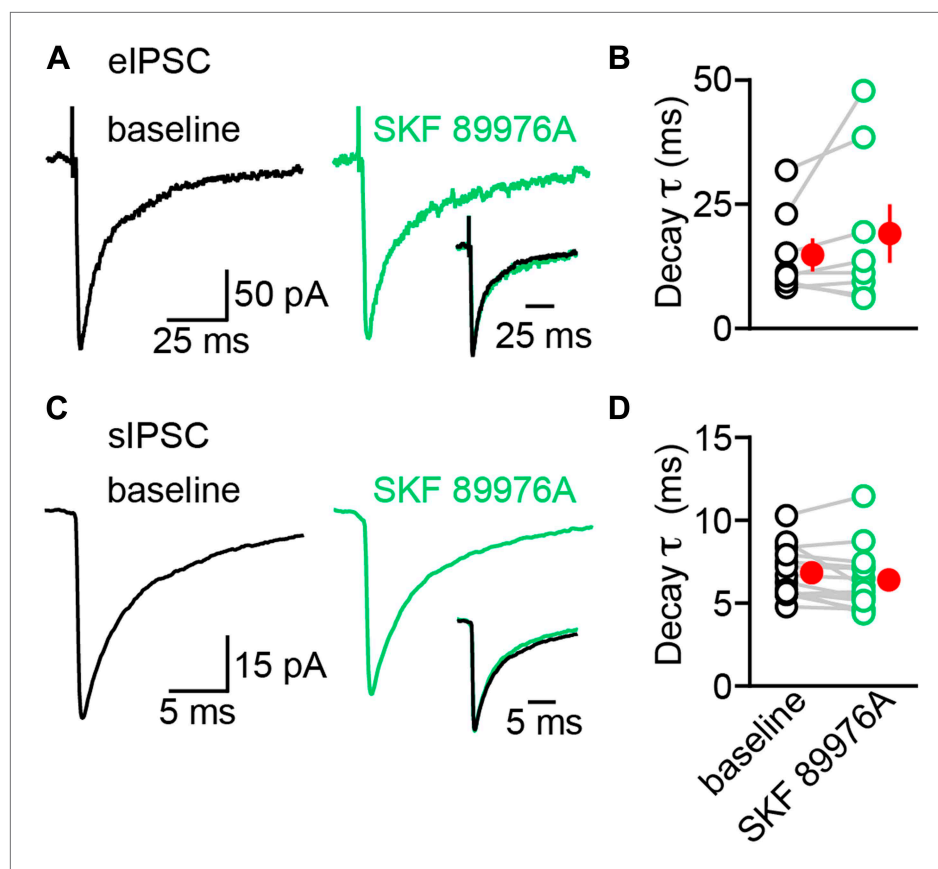 A
eIPSC
baseline
SKF 89976A
50 pA
25 ms
25 ms
B
50
25
0
Decay τ (ms)
C
sIPSC
baseline
SKF 89976A
15 pA
5 ms
5 ms
D
15
10
5
0
Decay τ (ms)
baseline
SKF 89976A